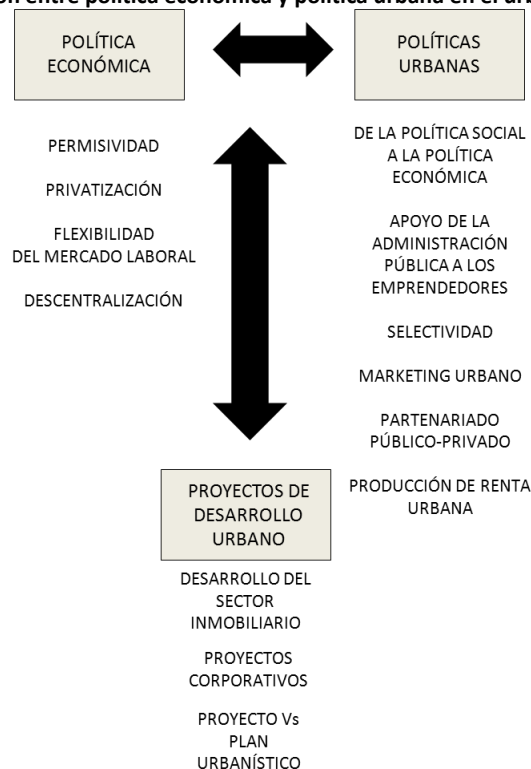 ón entre política económica y política urbana en el urb
POLÍTICA
ECONÓMICA
PERMISIVIDAD
PRIVATIZACIÓN
FLEXIBILIDAD
DEL MERCADO LABORAL
DESCENTRALIZACIÓN
POLÍTICAS
URBANAS
DE LA POLÍTICA SOCIAL
A LA POLÍTICA
ECONÓMICA
APOYO DE LA
ADMINISTRACIÓN
PÚBLICA A LOS
EMPRENDEDORES
SELECTIVIDAD
MARKETING URBANO
PARTENARIADO
PÚBLICO-PRIVADO
PRODUCCIÓN DE RENTA
URBANA
PROYECTOS DE
DESARROLLO
URBANO
DESARROLLO DEL
SECTOR
INMOBILIARIO
PROYECTOS
CORPORATIVOS
PROYECTO Vs
PLAN
URBANÍSTICO